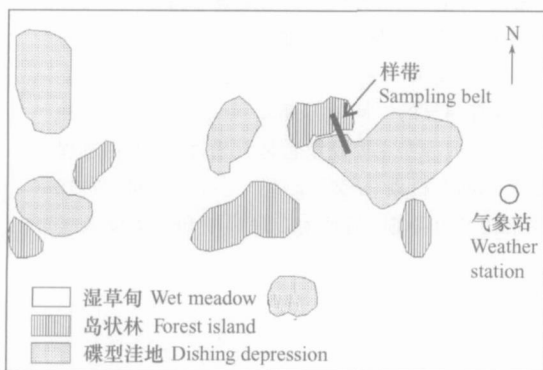 N
样带
Sampling belt
气象站
Weather
station
湿草甸 Wet meadow
岛状林 Forest island
碟型洼地 Dishing depression